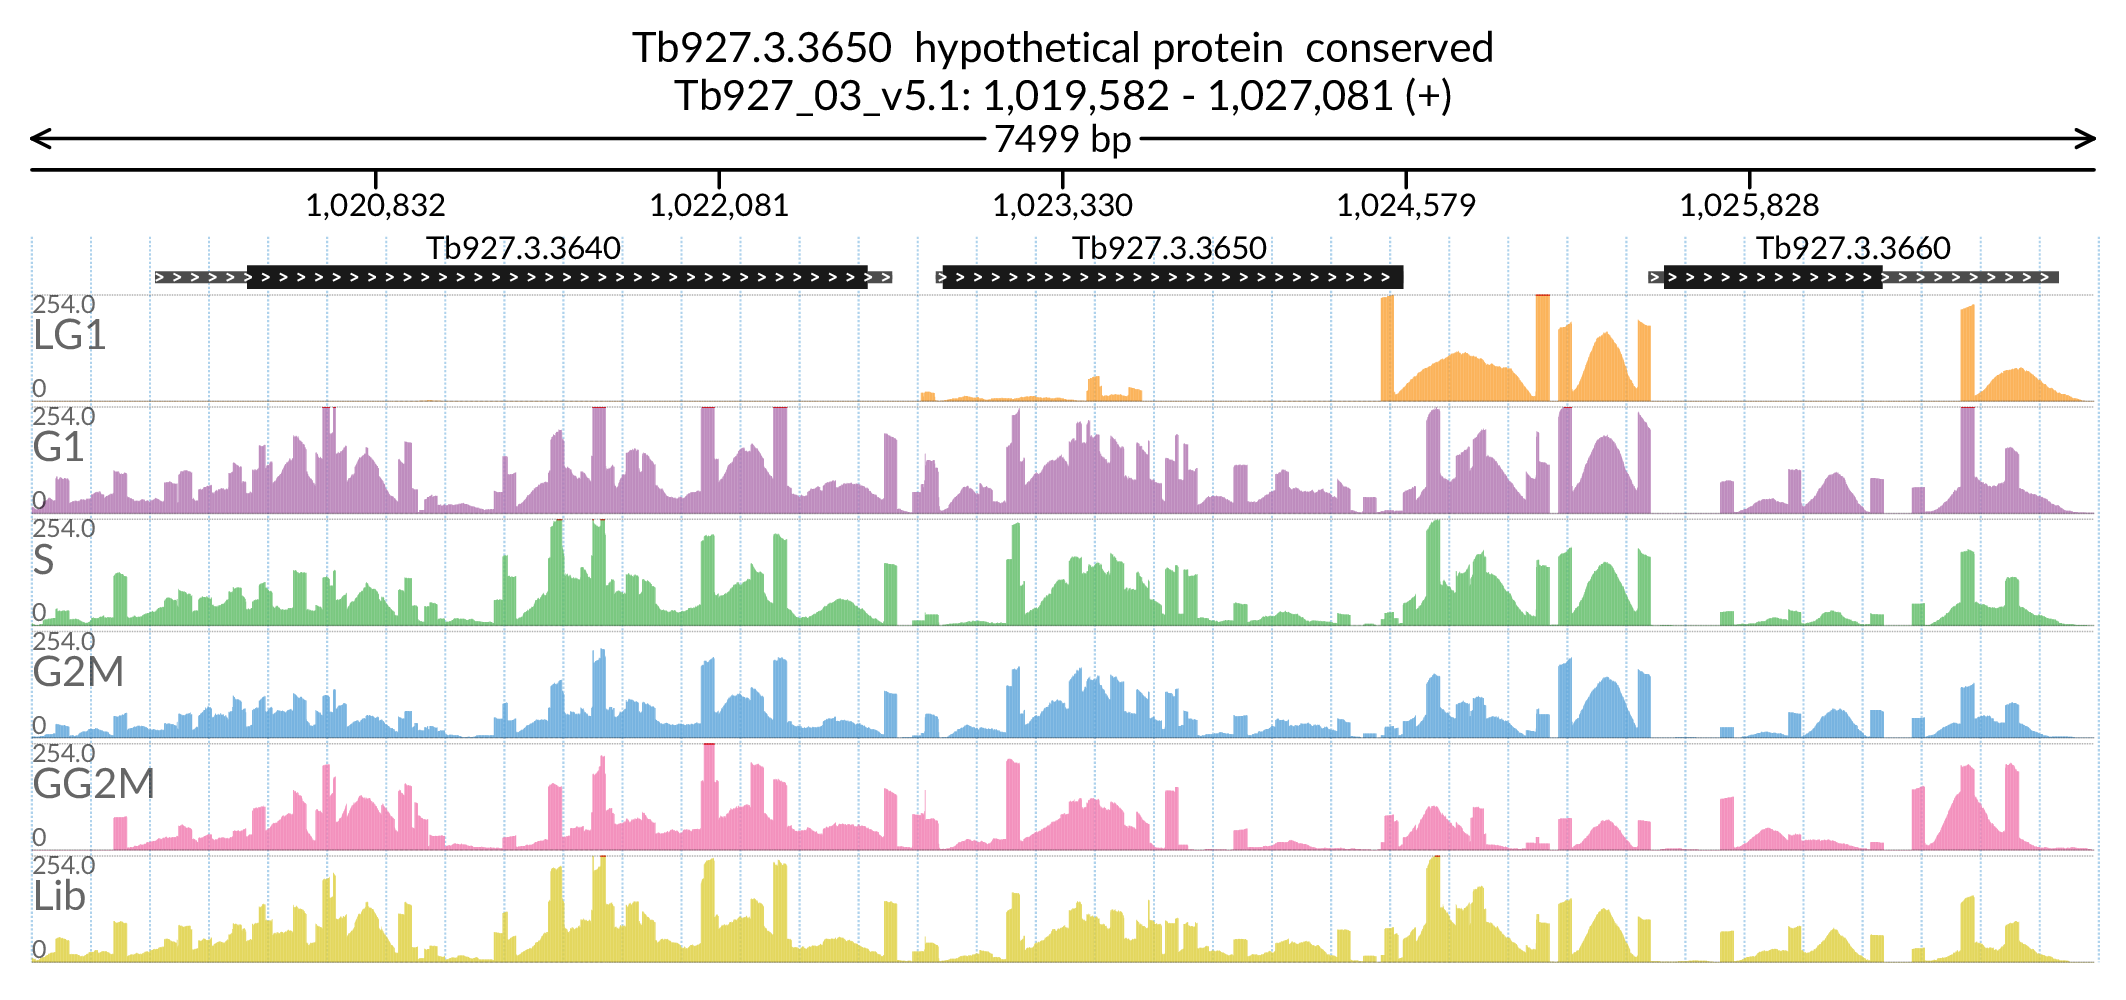 Tb927.3.3650 hypothetical protein conserved
Tb927_03_v5.1: 1,019,582 - 1,027,081 (+)
7499 bp
1,020,832 1,022,081 1,023,330 1,024,579 1,025,828
Tb927.3.3640 Tb927.3.3650 Tb927.3.3660
254.0
LG1
0
254.0
G1
0
254.0
S
0
254.0
G2M
0
254.0
GG2M
0
254.0
Lib
0